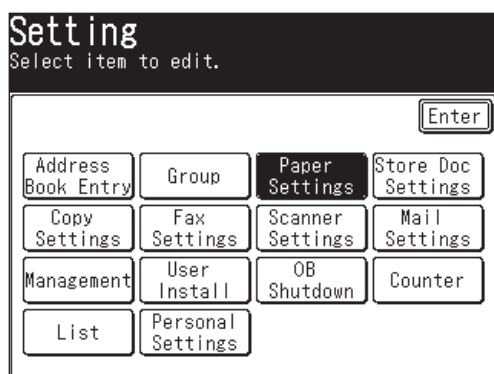 Setting
Select item to edit.
Enter
Address
Book Entry
Group
Paper
Settings
Store Doc
Settings
Copy
Settings
Fax
Settings
Scanner
Settings
Mail
Settings
Management
User
Install
OB
Shutdown
Counter
List
Personal
Settings